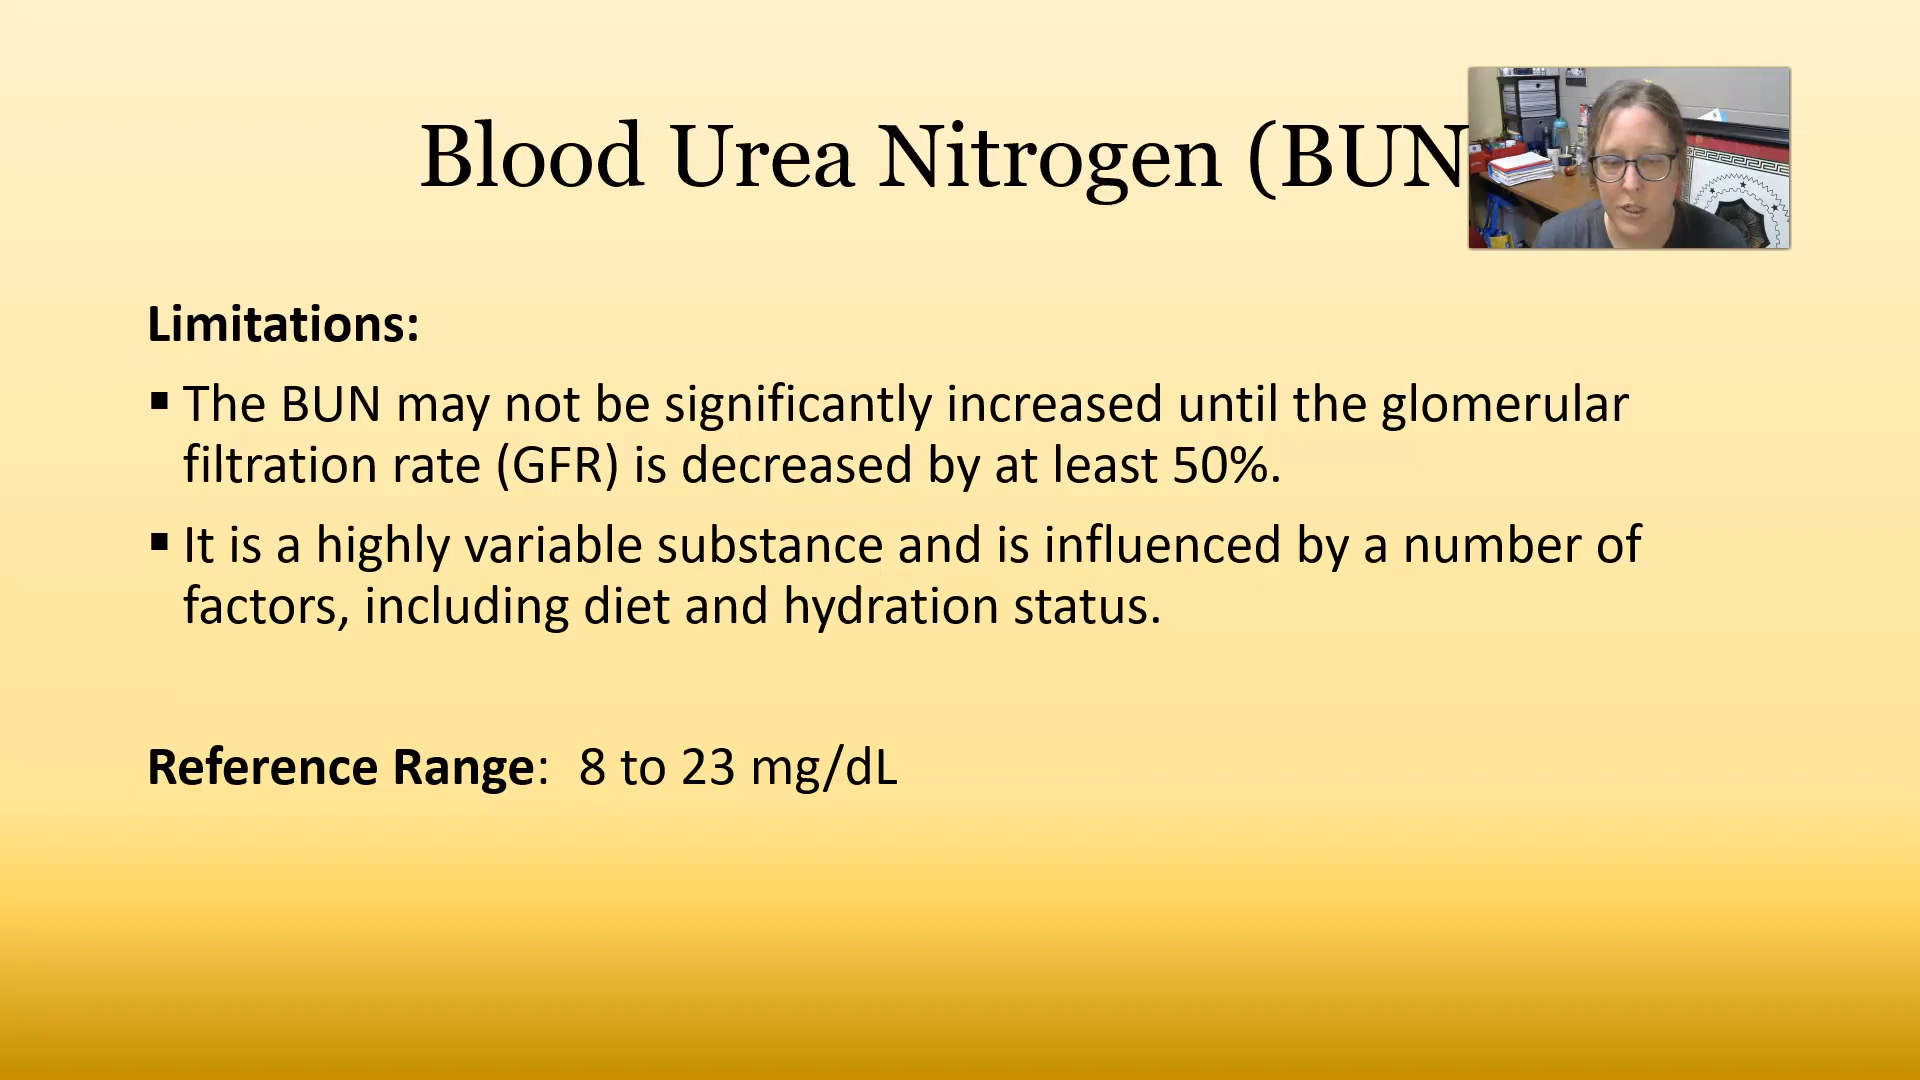 Blood Urea Nitrogen (BUN
Limitations:
▪ The BUN may not be significantly increased until the glomerular
filtration rate (GFR) is decreased by at least 50%.
▪ It is a highly variable substance and is influenced by a number of
factors, including diet and hydration status.
Reference Range: 8 to 23 mg/dL